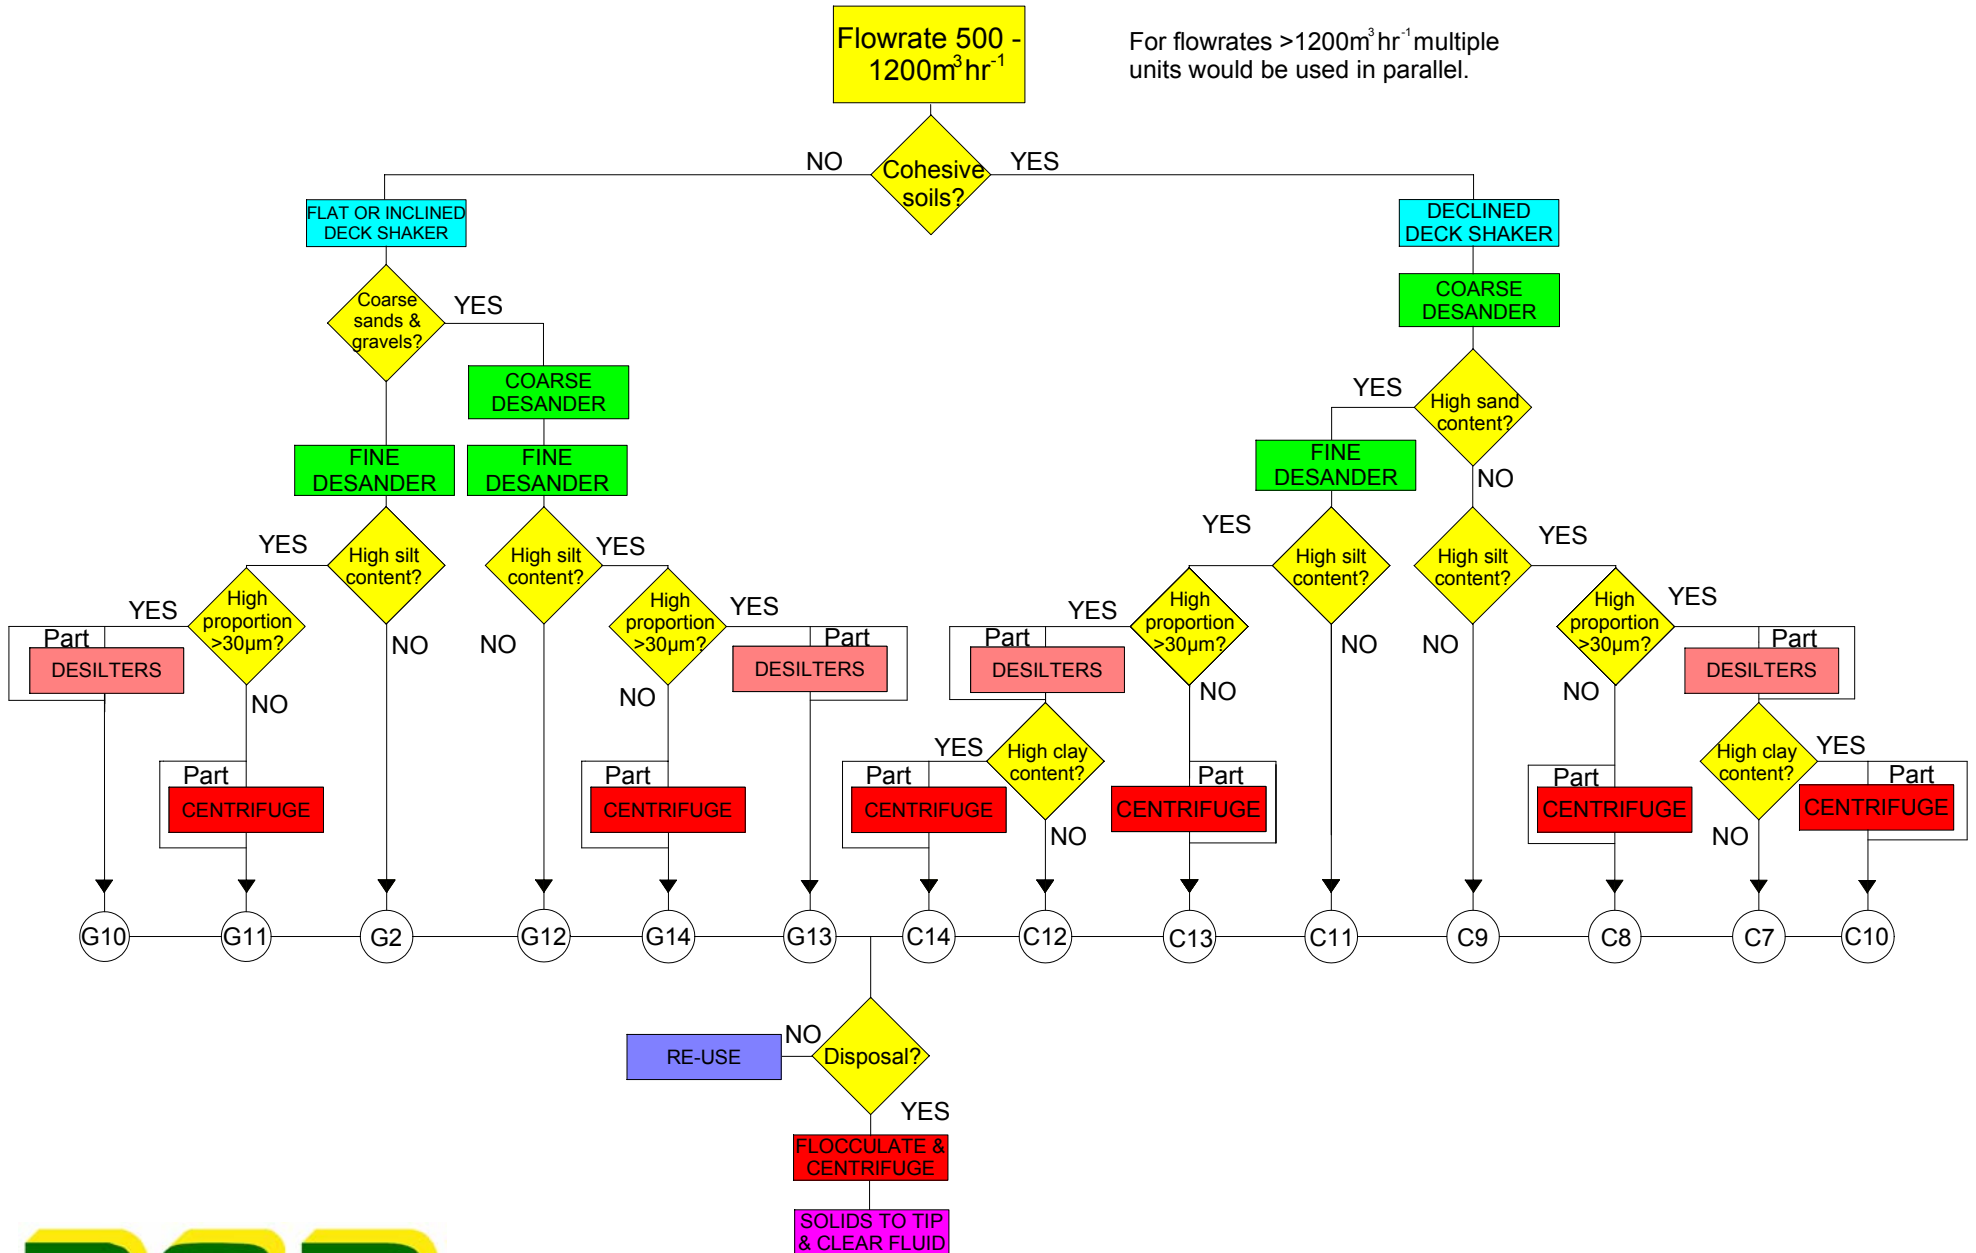 Flowrate 500 -
1200m³hr⁻¹
For flowrates >1200m³hr⁻¹ multiple
units would be used in parallel.
NO
Cohesive
soils?
YES
FLAT OR INCLINED
DECK SHAKER
DECLINED
DECK SHAKER
Coarse
sands &
gravels?
YES
COARSE
DESANDER
COARSE
DESANDER
YES
High sand
content?
NO
FINE
DESANDER
FINE
DESANDER
FINE
DESANDER
YES
High silt
content?
NO
High silt
content?
YES
NO
YES
High silt
content?
NO
High silt
content?
YES
NO
YES
High
proportion
>30µm?
NO
High
proportion
>30µm?
YES
NO
YES
High
proportion
>30µm?
NO
High
proportion
>30µm?
YES
NO
Part
DESILTERS
Part
DESILTERS
Part
DESILTERS
Part
DESILTERS
YES
High clay
content?
NO
High clay
content?
YES
NO
Part
CENTRIFUGE
Part
CENTRIFUGE
Part
CENTRIFUGE
Part
CENTRIFUGE
Part
CENTRIFUGE
Part
CENTRIFUGE
G10
G11
G2
G12
G14
G13
C14
C12
C13
C11
C9
C8
C7
C10
RE-USE
NO
Disposal?
YES
FLOCCULATE &
CENTRIFUGE
SOLIDS TO TIP
& CLEAR FLUID